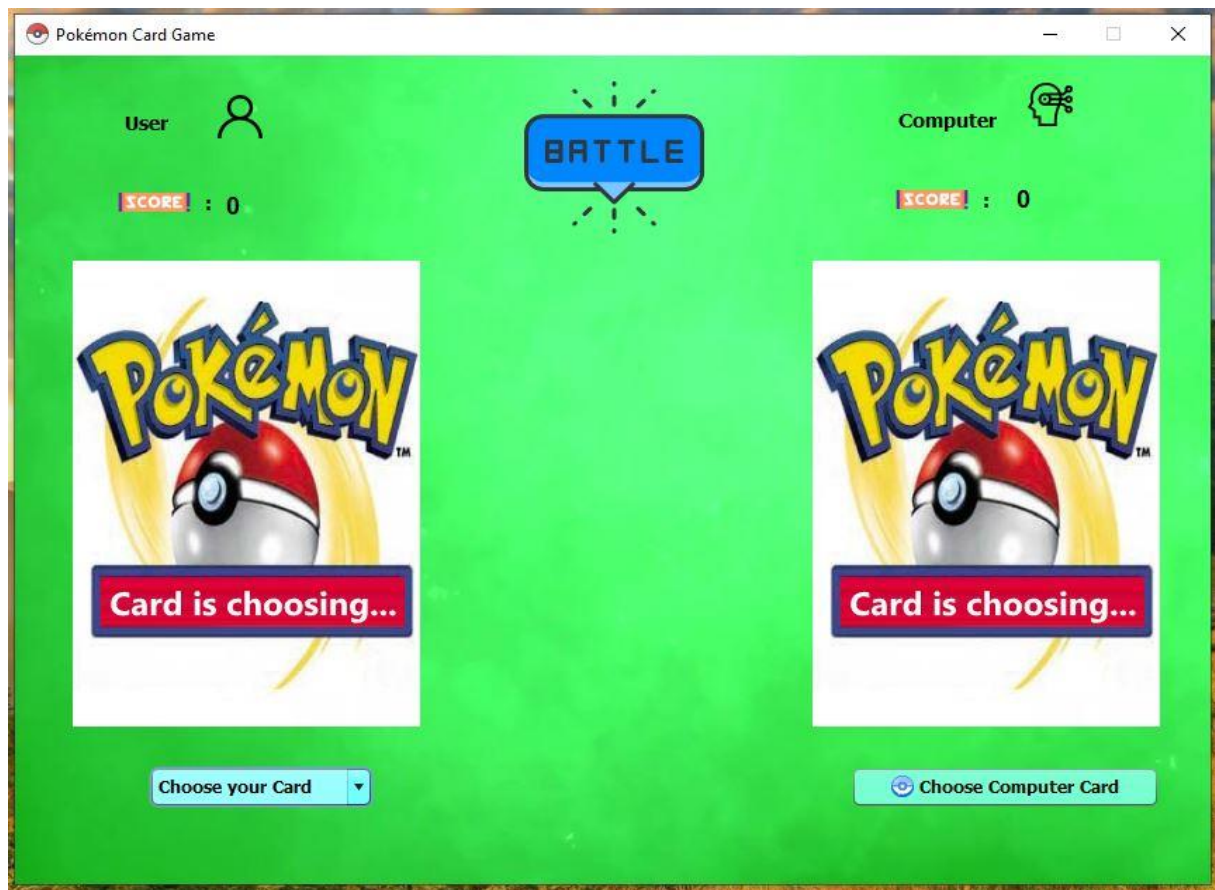 Pokémon Card Game
User
BATTLE
Computer
SCORE! : 0
SCORE! : 0
POKéMON
TM
POKéMON
TM
Card is choosing...
Card is choosing...
Choose your Card
Choose Computer Card